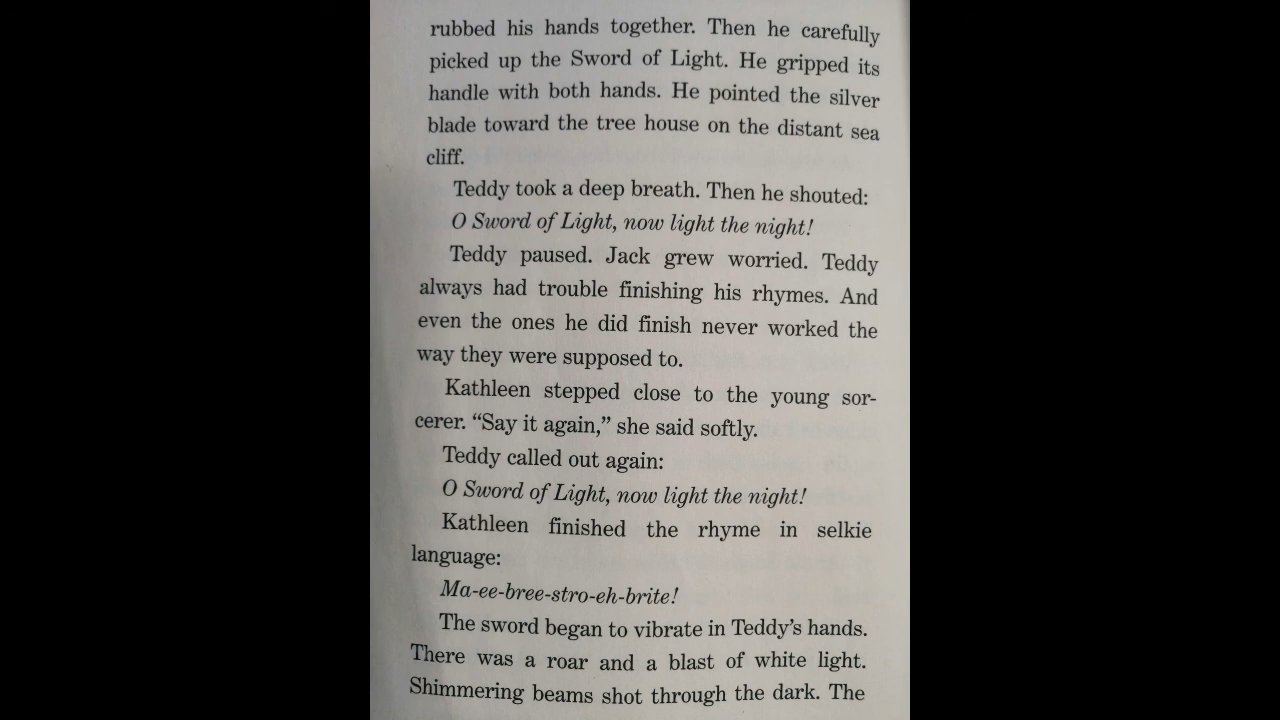 rubbed his hands together. Then he carefully
picked up the Sword of Light. He gripped its
handle with both hands. He pointed the silver
blade toward the tree house on the distant sea
cliff.
Teddy took a deep breath. Then he shouted:
O Sword of Light, now light the night!
Teddy paused. Jack grew worried. Teddy
always had trouble finishing his rhymes. And
even the ones he did finish never worked the
way they were supposed to.
Kathleen stepped close to the young sor-
cerer. “Say it again,” she said softly.
Teddy called out again:
O Sword of Light, now light the night!
Kathleen finished the rhyme in selkie
language:
Ma-ee-bree-stro-eh-brite!
The sword began to vibrate in Teddy’s hands.
There was a roar and a blast of white light.
Shimmering beams shot through the dark. The